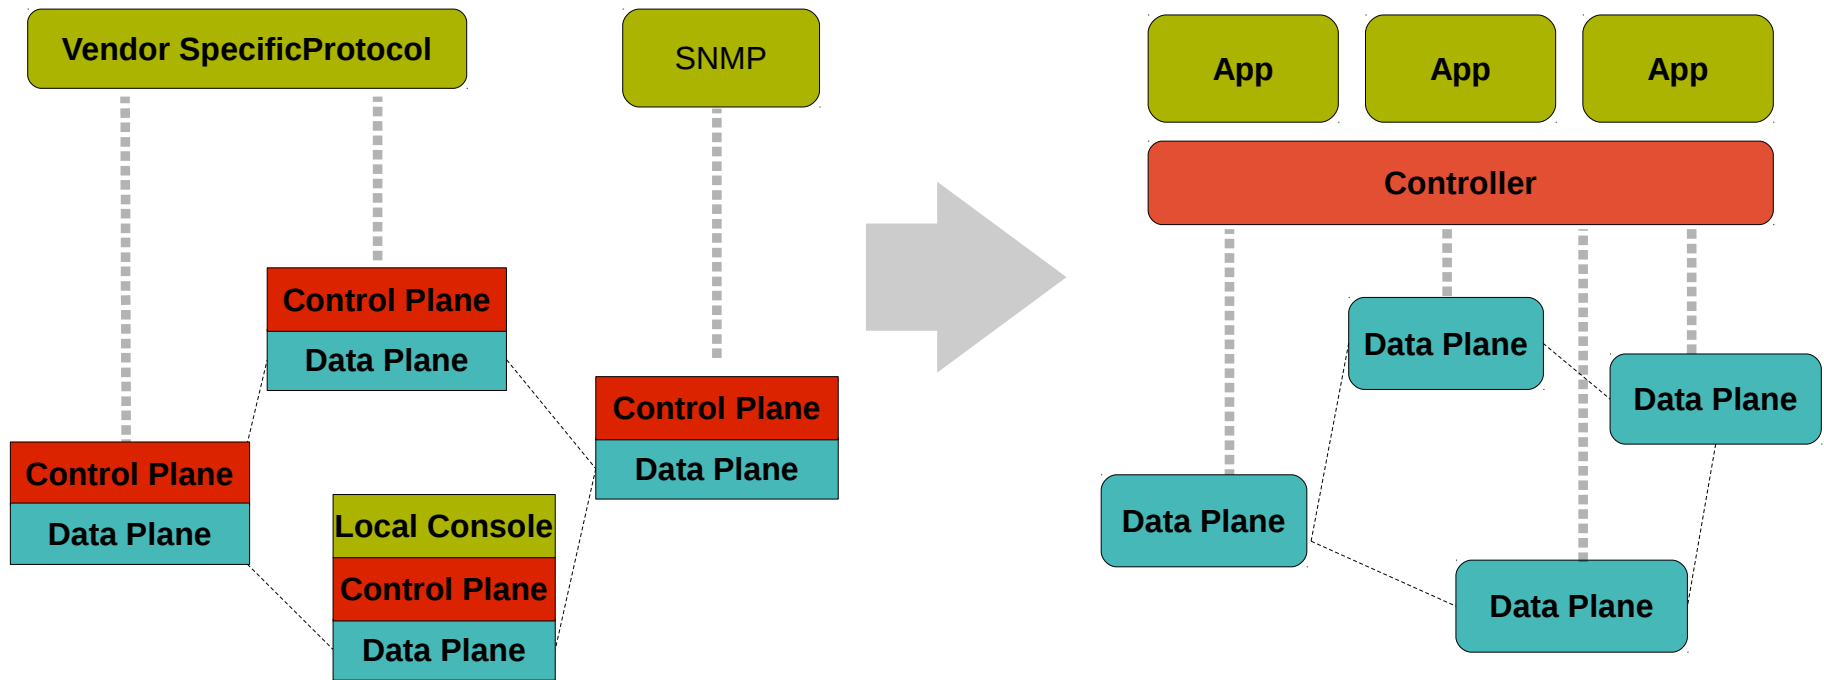 Vendor SpecificProtocol
SNMP
Control Plane
Data Plane
Control Plane
Data Plane
Control Plane
Data Plane
Local Console
Control Plane
Data Plane
App
App
App
Controller
Data Plane
Data Plane
Data Plane
Data Plane